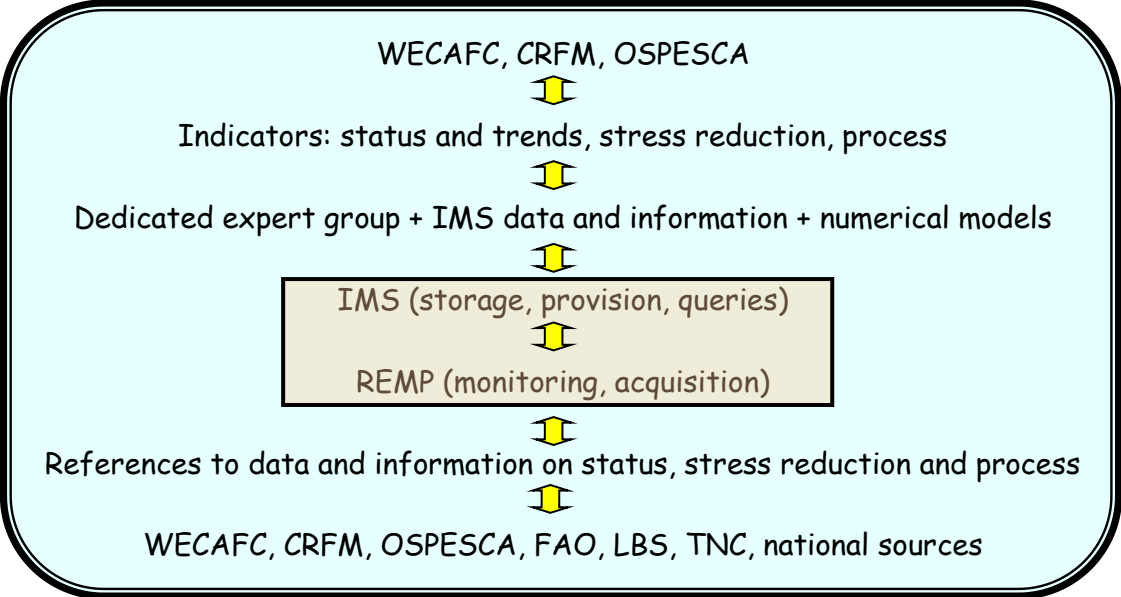 WECAFC, CRFM, OSPESCA
Indicators: status and trends, stress reduction, process
Dedicated expert group + IMS data and information + numerical models
IMS (storage, provision, queries)
REMP (monitoring, acquisition)
References to data and information on status, stress reduction and process
WECAFC, CRFM, OSPESCA, FAO, LBS, TNC, national sources